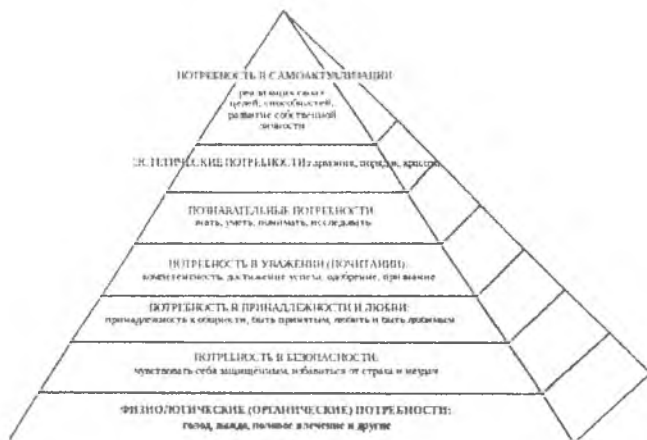 ПОТРЕБНОСТЬ В САМОАКТУАЛИЗАЦИИ
реализация своих
целей, способностей,
развитие собственной
личности
ЭСТЕТИЧЕСКИЕ ПОТРЕБНОСТИ: гармония, порядок, красота
ПОЗНАВАТЕЛЬНЫЕ ПОТРЕБНОСТИ
знать, уметь, понимать, исследовать
ПОТРЕБНОСТЬ В УВАЖЕНИИ (ПОЧИТАНИИ):
компетентность, достижение успеха, одобрение, признание
ПОТРЕБНОСТЬ В ПРИНАДЛЕЖНОСТИ И ЛЮБВИ:
принадлежность к общности, быть принятым, любить и быть любимым
ПОТРЕБНОСТЬ В БЕЗОПАСНОСТИ:
чувствовать себя защищённым, избавиться от страха и неудач
ФИЗИОЛОГИЧЕСКИЕ (ОРГАНИЧЕСКИЕ) ПОТРЕБНОСТИ:
голод, жажда, половое влечение и другие